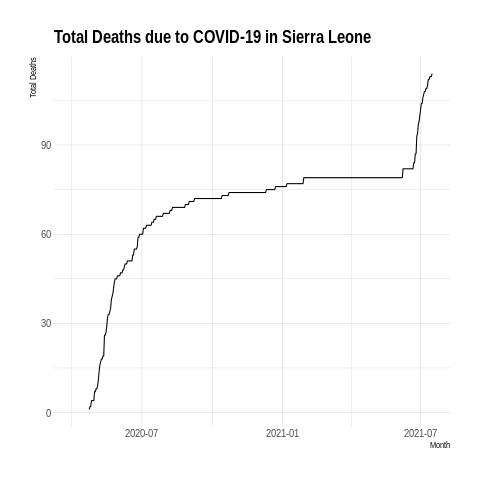 Total Deaths due to COVID-19 in Sierra Leone
Total Deaths
90
60
30
0
2020-07
2021-01
2021-07
Month